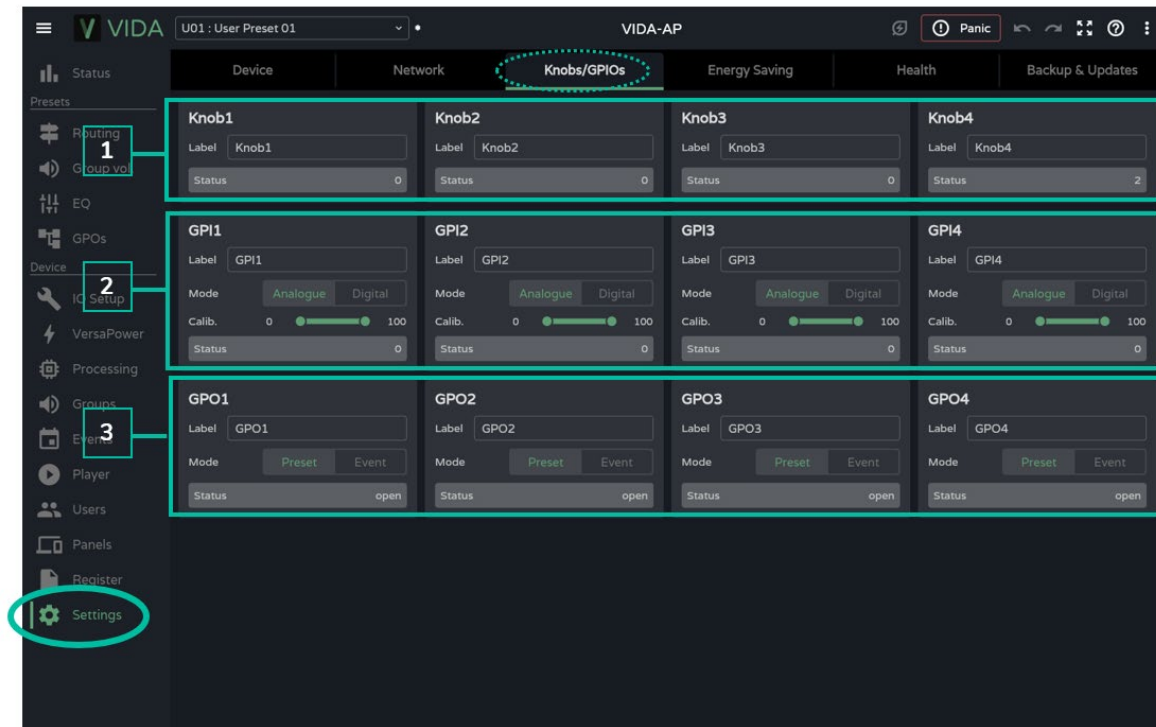 VIDA U01 : User Preset 01 VIDA-AP Panic
Status Device Network Knobs/GPIOs Energy Saving Health Backup & Updates
Presets
Routing
Group vol
EQ
GPOs
Device
IO Setup
VersaPower
Processing
Groups
Events
Player
Users
Panels
Register
Settings
1
Knob1 Knob2 Knob3 Knob4
Label Knob1 Label Knob2 Label Knob3 Label Knob4
Status 0 Status 0 Status 0 Status 2
2
GPI1 GPI2 GPI3 GPI4
Label GPI1 Label GPI2 Label GPI3 Label GPI4
Mode Analogue Digital Mode Analogue Digital Mode Analogue Digital Mode Analogue Digital
Calib. 0 100 Calib. 0 100 Calib. 0 100 Calib. 0 100
Status 0 Status 0 Status 0 Status 0
3
GPO1 GPO2 GPO3 GPO4
Label GPO1 Label GPO2 Label GPO3 Label GPO4
Mode Preset Event Mode Preset Event Mode Preset Event Mode Preset Event
Status open Status open Status open Status open